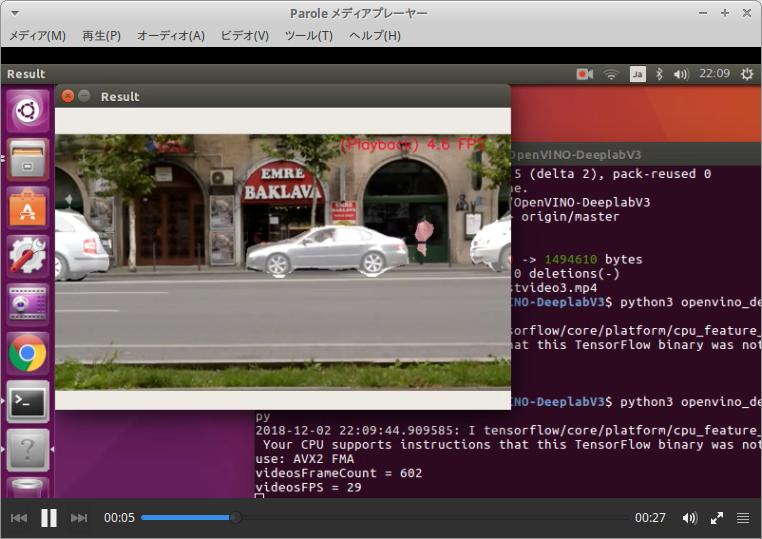 Parole メディアプレーヤー
メディア(M) 再生(P) オーディオ(A) ビデオ(V) ツール(T) ヘルプ(H)
Result Ja 22:09
Result
(Playback) 4.6 FPS
EMRE
BAKLAVA
EMRE
OpenVINO-DeeplabV3
5 (delta 2), pack-reused 0
ne.
/OpenVINO-DeeplabV3
origin/master
-> 1494610 bytes
0 deletions(-)
stvideo3.mp4
NO-DeeplabV3$ python3 openvino_de
sorflow/core/platform/cpu_feature_
at this TensorFlow binary was not
NO-DeeplabV3$ python3 openvino_de
py
2018-12-02 22:09:44.909585: I tensorflow/core/platform/cpu_feature_
Your CPU supports instructions that this TensorFlow binary was not
use: AVX2 FMA
videosFrameCount = 602
videosFPS = 29
00:05 00:27